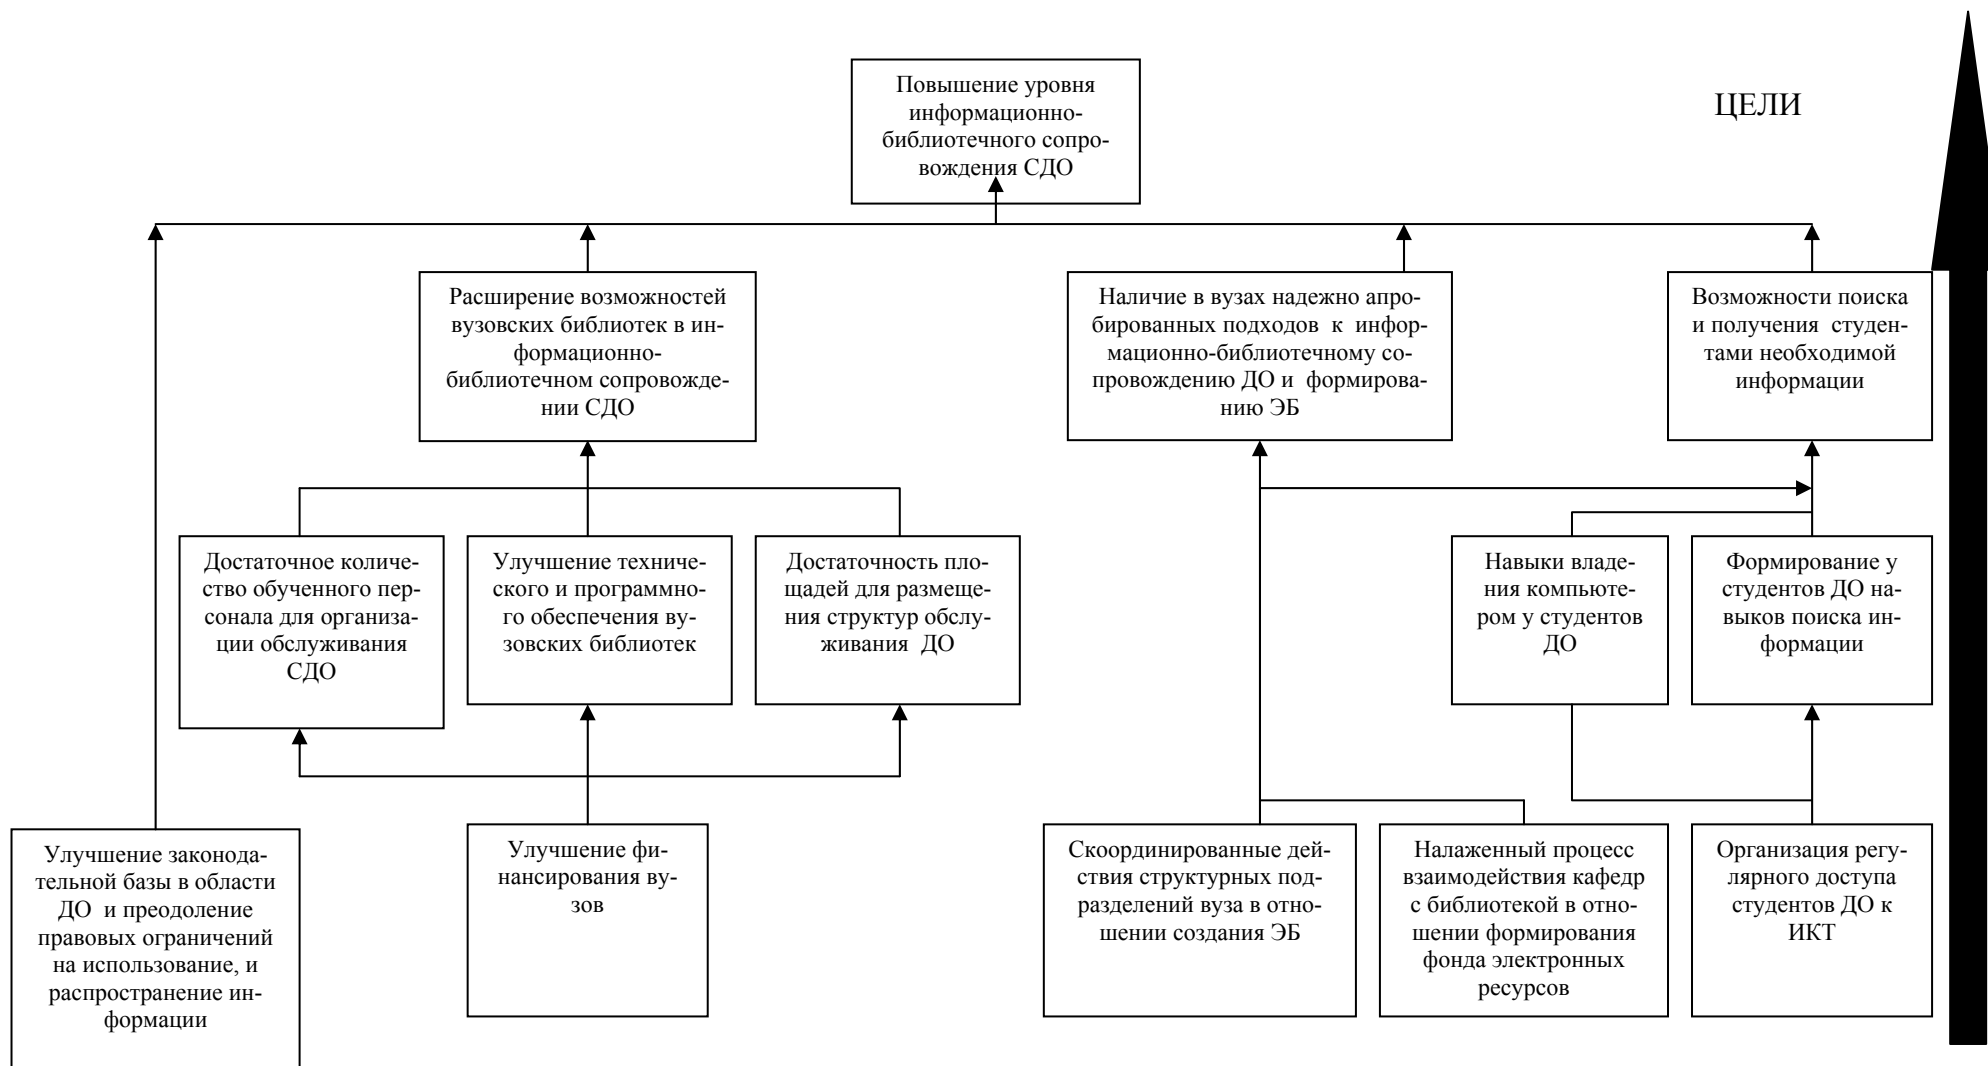 Повышение уровня
информационно-
библиотечного сопро-
вождения СДО
ЦЕЛИ
Расширение возможностей
вузовских библиотек в ин-
формационно-
библиотечном сопровожде-
нии СДО
Наличие в вузах надежно апро-
бированных подходов к инфор-
мационно-библиотечному со-
провождению ДО и формирова-
нию ЭБ
Возможности поиска
и получения студен-
тами необходимой
информации
Достаточное количе-
ство обученного пер-
сонала для организа-
ции обслуживания
СДО
Улучшение техниче-
ского и программно-
го обеспечения ву-
зовских библиотек
Достаточность пло-
щадей для размеще-
ния структур обслу-
живания ДО
Навыки владе-
ния компьюте-
ром у студентов
ДО
Формирование у
студентов ДО на-
выков поиска ин-
формации
Улучшение законода-
тельной базы в области
ДО и преодоление
правовых ограничений
на использование, и
распространение ин-
формации
Улучшение фи-
нансирования ву-
зов
Скоординированные дей-
ствия структурных под-
разделений вуза в отно-
шении создания ЭБ
Налаженный процесс
взаимодействия кафедр
с библиотекой в отно-
шении формирования
фонда электронных
ресурсов
Организация регу-
лярного доступа
студентов ДО к
ИКТ